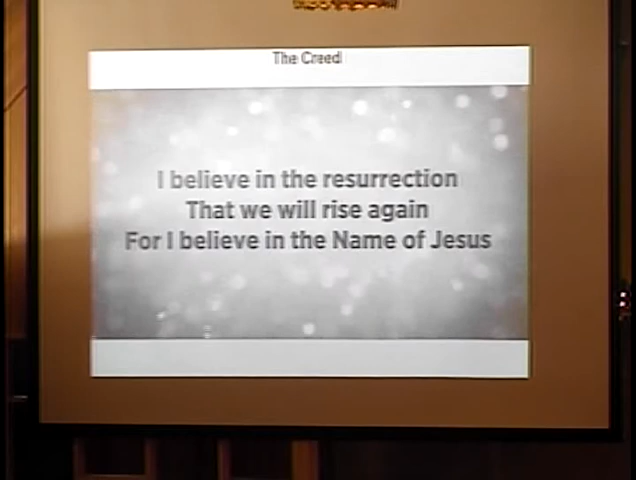 The Creed
I believe in the resurrection
That we will rise again
For I believe in the Name of Jesus